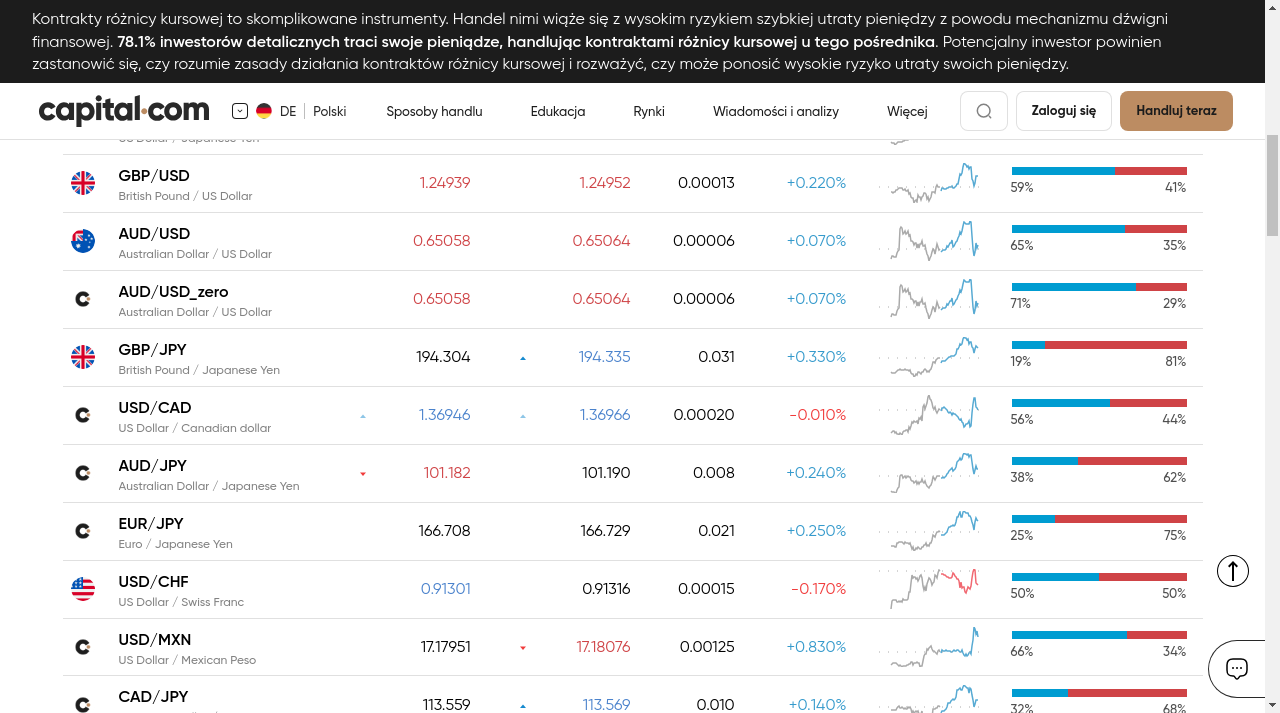 Kontrakty różnicy kursowej to skomplikowane instrumenty. Handel nimi wiąże się z wysokim ryzykiem szybkiej utraty pieniędzy z powodu mechanizmu dźwigni
finansowej. 78.1% inwestorów detalicznych traci swoje pieniądze, handlując kontraktami różnicy kursowej u tego pośrednika. Potencjalny inwestor powinien
zastanowić się, czy rozumie zasady działania kontraktów różnicy kursowej i rozważyć, czy może ponosić wysokie ryzyko utraty swoich pieniędzy.
capital.com DE Polski Sposoby handlu Edukacja Rynki Wiadomości i analizy Więcej Zaloguj się Handluj teraz
US Dollar / Japanese Yen
GBP/USD 1.24939 1.24952 0.00013 +0.220%
British Pound / US Dollar 59% 41%
AUD/USD 0.65058 0.65064 0.00006 +0.070%
Australian Dollar / US Dollar 65% 35%
AUD/USD_zero 0.65058 0.65064 0.00006 +0.070%
Australian Dollar / US Dollar 71% 29%
GBP/JPY 194.304 194.335 0.031 +0.330%
British Pound / Japanese Yen 19% 81%
USD/CAD 1.36946 1.36966 0.00020 -0.010%
US Dollar / Canadian dollar 56% 44%
AUD/JPY 101.182 101.190 0.008 +0.240%
Australian Dollar / Japanese Yen 38% 62%
EUR/JPY 166.708 166.729 0.021 +0.250%
Euro / Japanese Yen 25% 75%
USD/CHF 0.91301 0.91316 0.00015 -0.170%
US Dollar / Swiss Franc 50% 50%
USD/MXN 17.17951 17.18076 0.00125 +0.830%
US Dollar / Mexican Peso 66% 34%
CAD/JPY 113.559 113.569 0.010 +0.140%
32% 68%